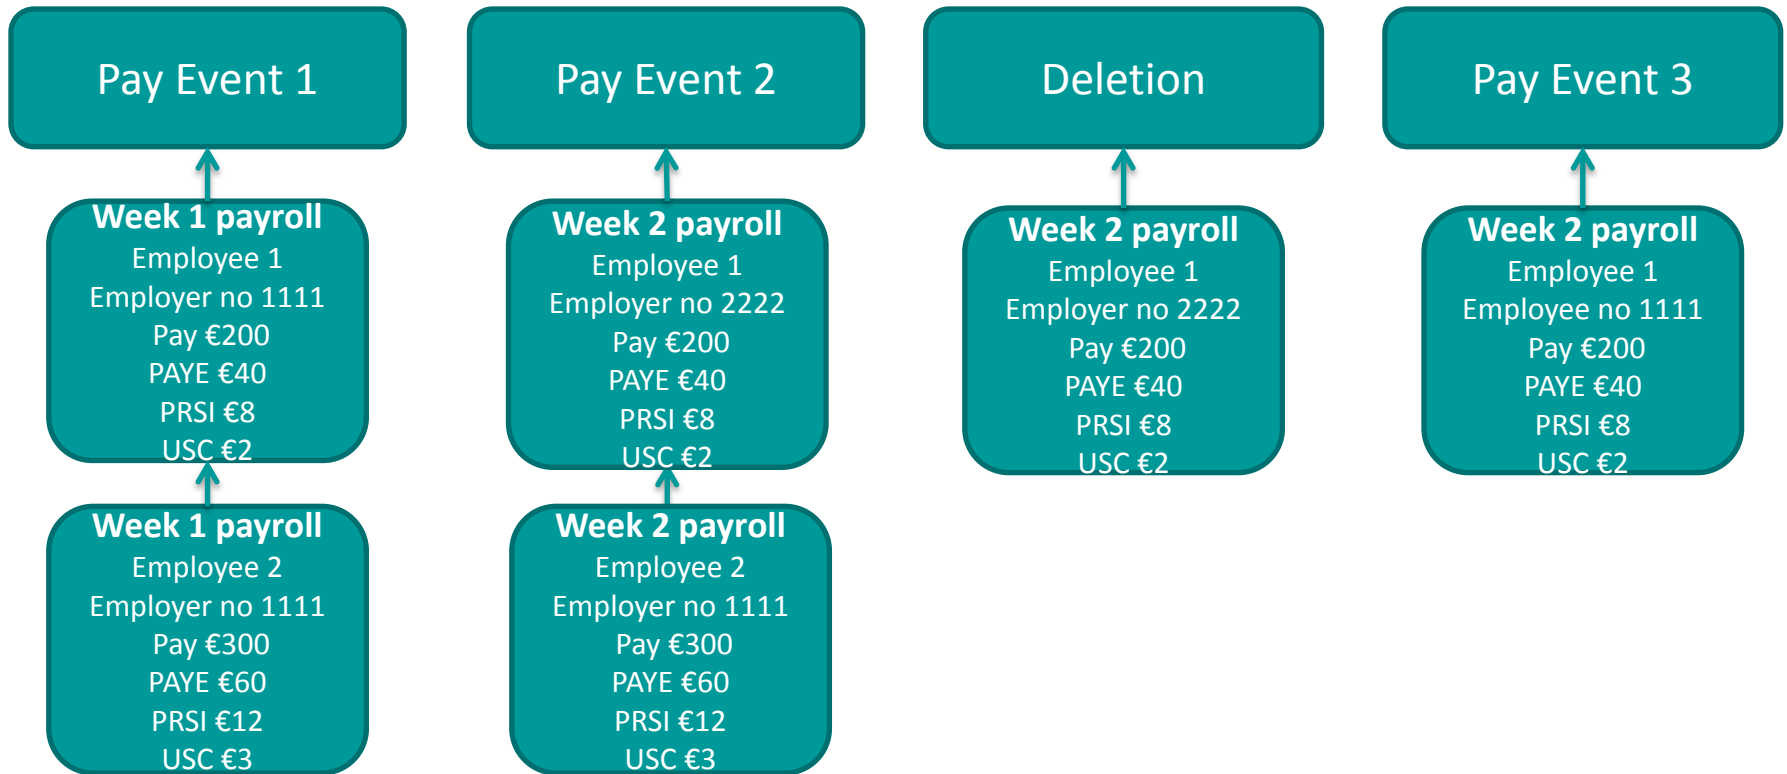 Pay Event 1
Week 1 payroll
Employee 1
Employer no 1111
Pay €200
PAYE €40
PRSI €8
USC €2
Week 1 payroll
Employee 2
Employer no 1111
Pay €300
PAYE €60
PRSI €12
USC €3
Pay Event 2
Week 2 payroll
Employee 1
Employer no 2222
Pay €200
PAYE €40
PRSI €8
USC €2
Week 2 payroll
Employee 2
Employer no 1111
Pay €300
PAYE €60
PRSI €12
USC €3
Deletion
Week 2 payroll
Employee 1
Employer no 2222
Pay €200
PAYE €40
PRSI €8
USC €2
Pay Event 3
Week 2 payroll
Employee 1
Employee no 1111
Pay €200
PAYE €40
PRSI €8
USC €2